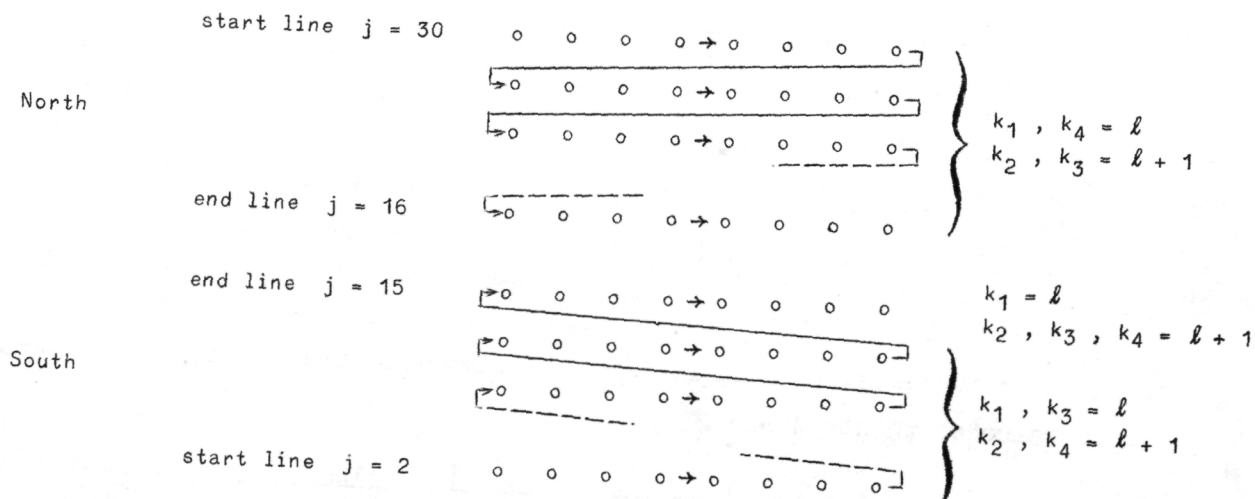 start line j = 30
North
k₁ , k₄ = ℓ
k₂ , k₃ = ℓ + 1
end line j = 16
end line j = 15
k₁ = ℓ
k₂ , k₃ , k₄ = ℓ + 1
South
k₁ , k₃ = ℓ
k₂ , k₄ = ℓ + 1
start line j = 2